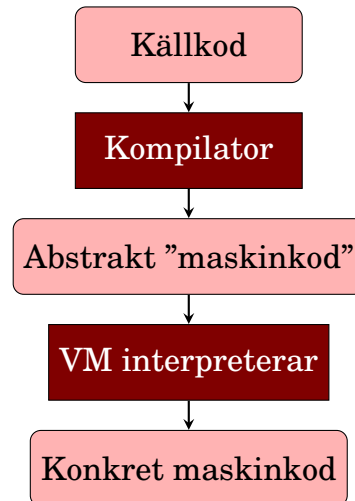 Källkod
Kompilator
Abstrakt ”maskinkod”
VM interpreterar
Konkret maskinkod